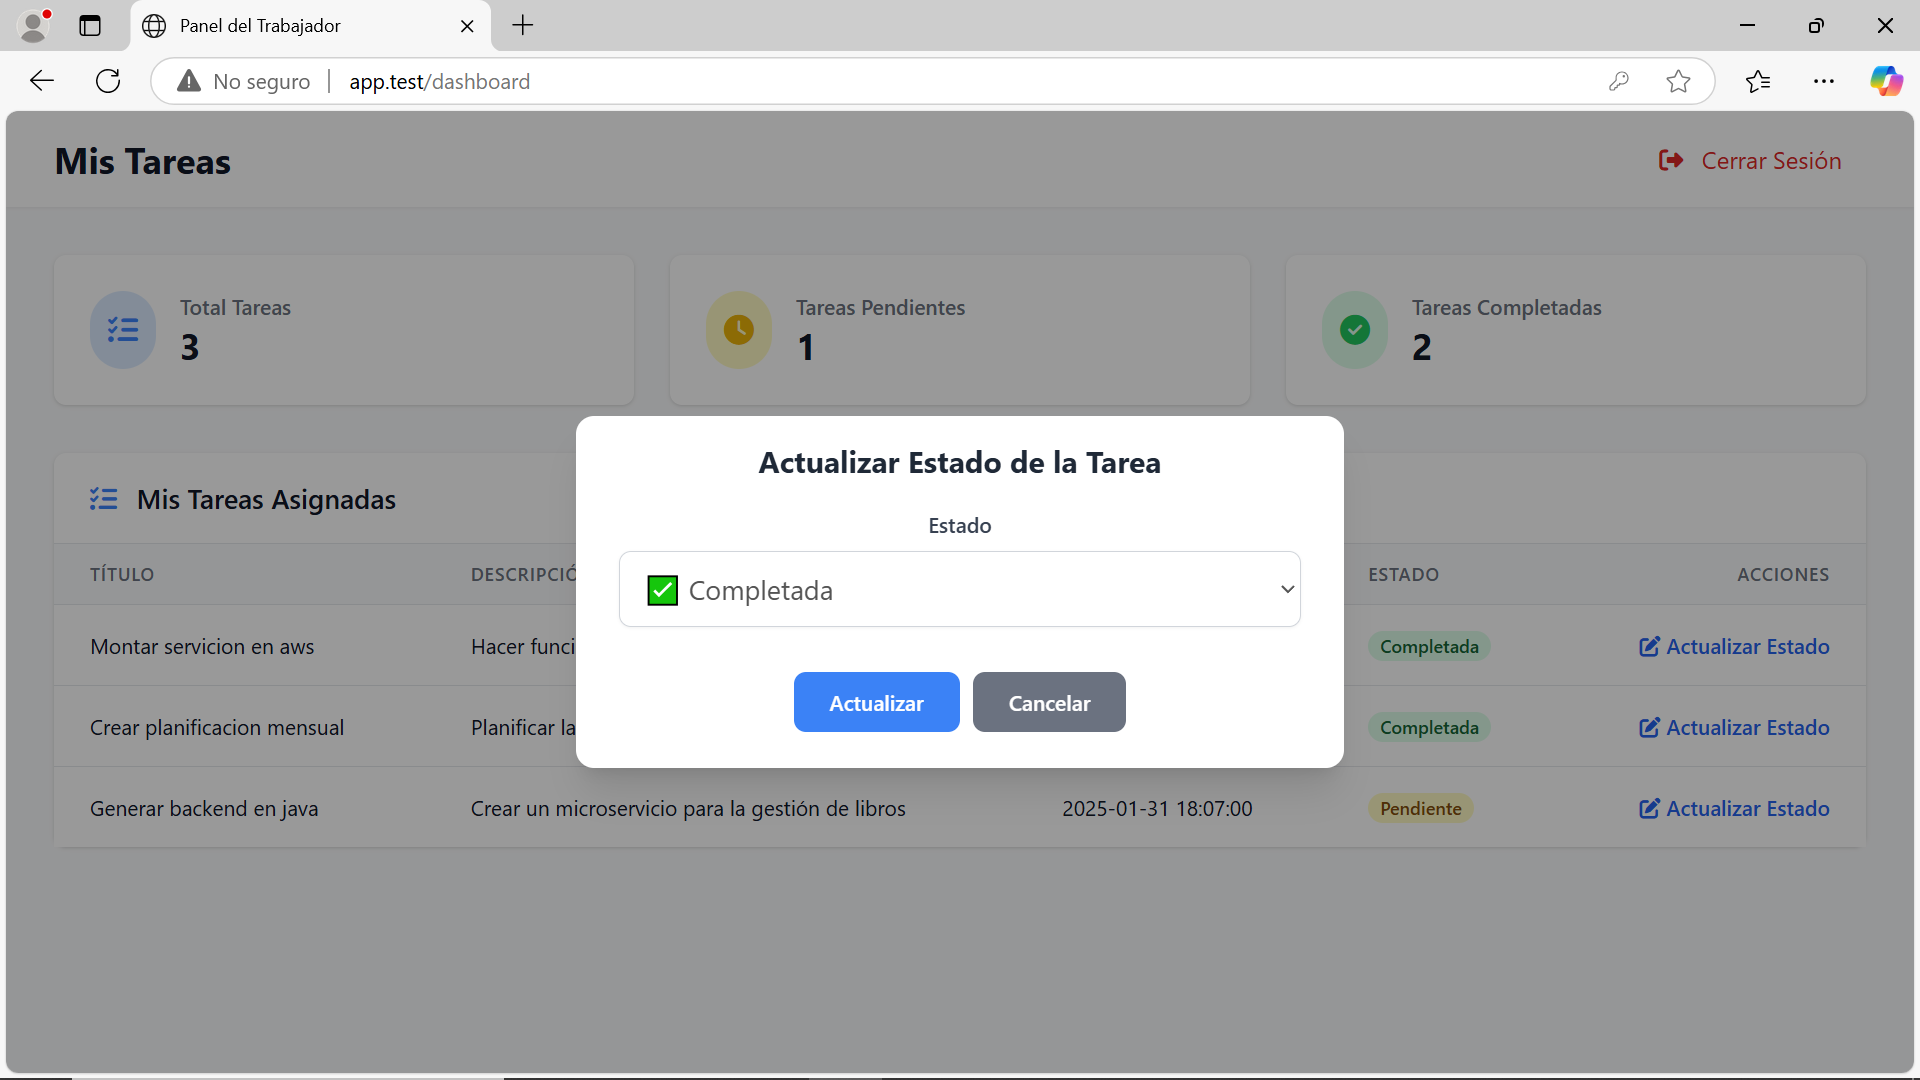 Panel del Trabajador
No seguro app.test/dashboard
Mis Tareas
Cerrar Sesión
Total Tareas
3
Tareas Pendientes
1
Tareas Completadas
2
Mis Tareas Asignadas
TÍTULO DESCRIPCIÓ ESTADO ACCIONES
Montar servicion en aws Hacer funci Completada Actualizar Estado
Crear planificacion mensual Planificar la Completada Actualizar Estado
Generar backend en java Crear un microservicio para la gestión de libros 2025-01-31 18:07:00 Pendiente Actualizar Estado
Actualizar Estado de la Tarea
Estado
Completada
Actualizar Cancelar